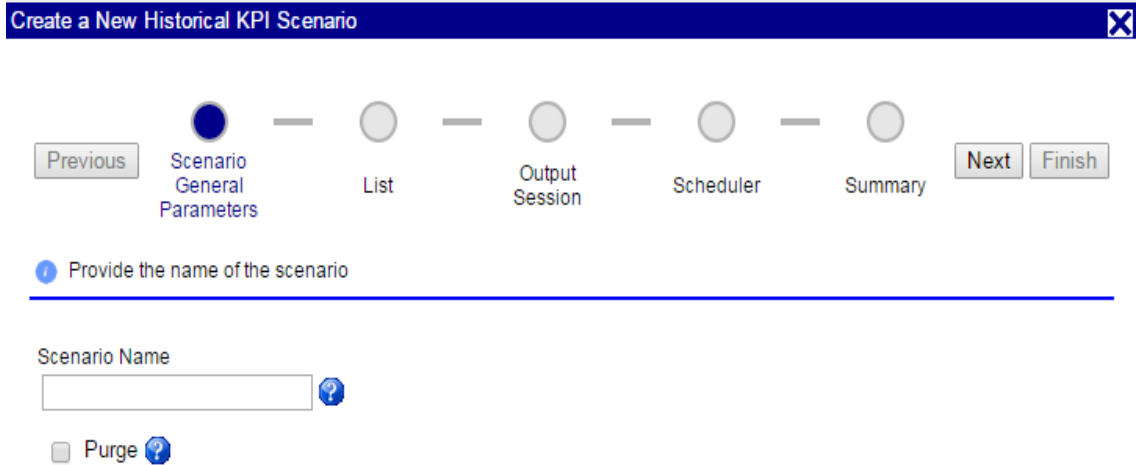 Create a New Historical KPI Scenario
Previous
Scenario
General
Parameters
List
Output
Session
Scheduler
Summary
Next
Finish
Provide the name of the scenario
Scenario Name
Purge